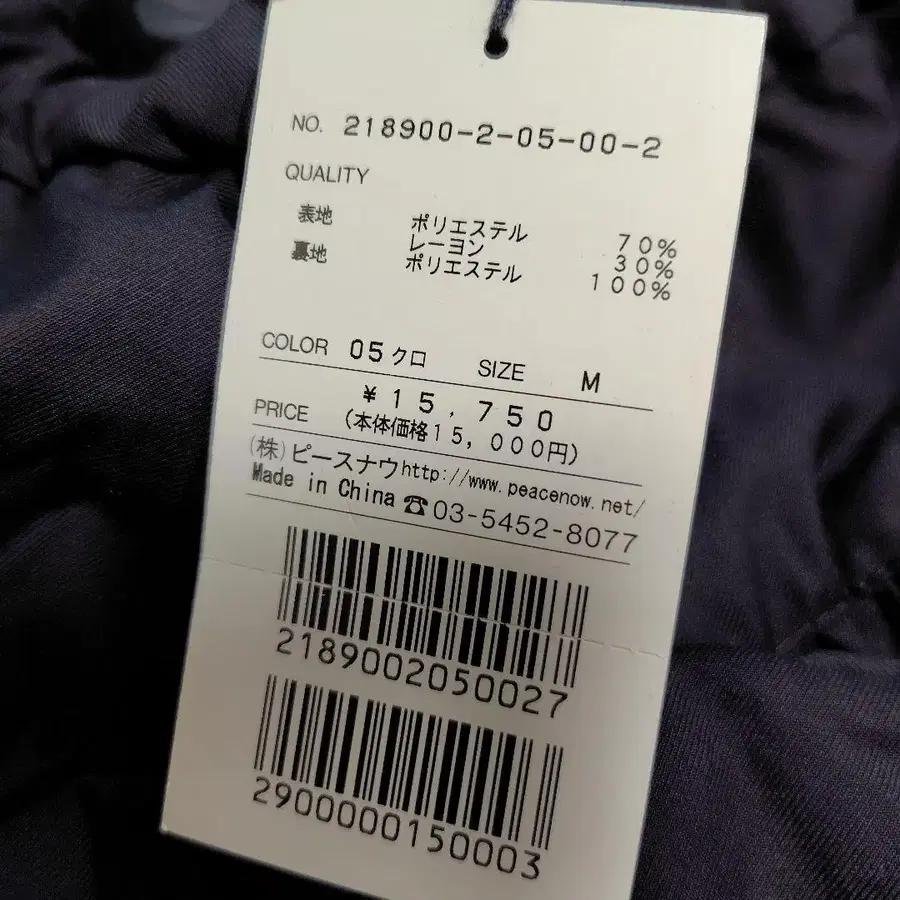 NO. 218900-2-05-00-2
QUALITY
表地 ポリエステル 70%
レーヨン 30%
裏地 ポリエステル 100%
COLOR 05クロ SIZE M
PRICE ¥15,750
(本体価格15,000円)
(株)ピースナウhttp://www.peacenow.net/
Made in China ☎03-5452-8077
2189002050027
2900000150003